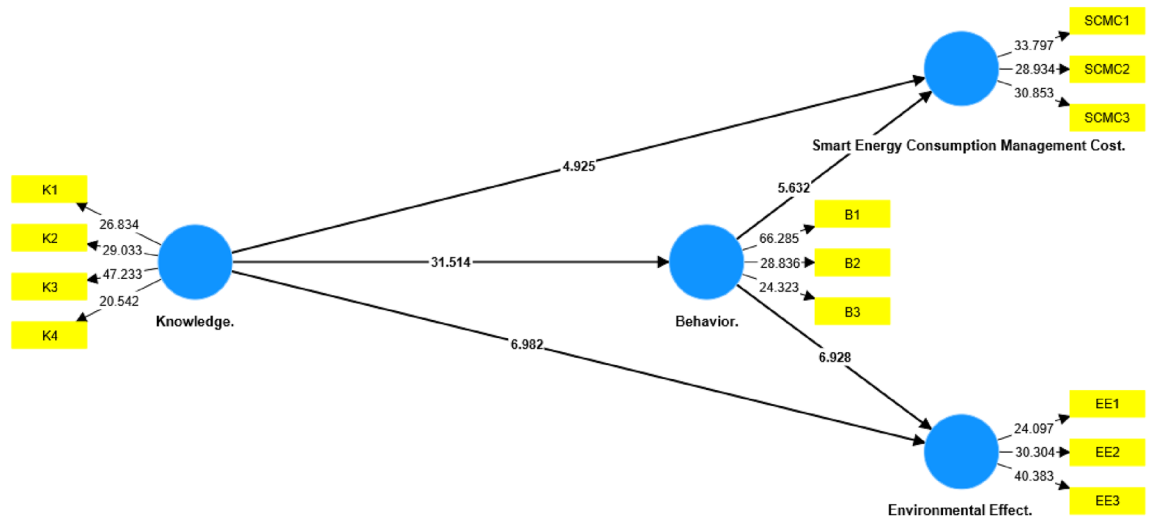 SCMC1
33.797
28.934
SCMC2
30.853
SCMC3
Smart Energy Consumption Management Cost.
4.925
5.632
K1
26.834
K2
29.033
K3
47.233
K4
20.542
Knowledge.
31.514
B1
66.285
28.836
B2
24.323
B3
Behavior.
6.982
6.928
EE1
24.097
30.304
EE2
40.383
EE3
Environmental Effect.